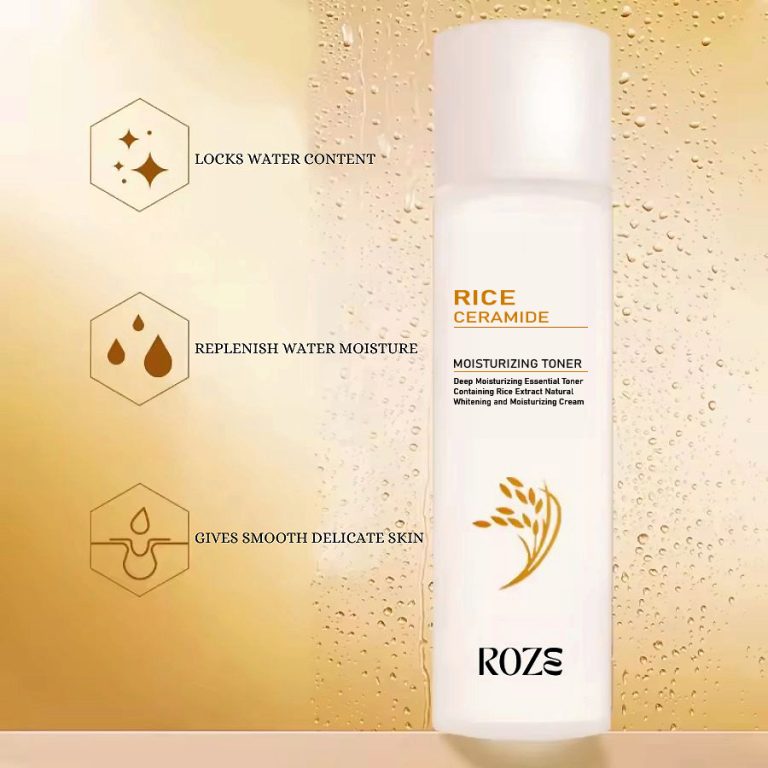 LOCKS WATER CONTENT
REPLENISH WATER MOISTURE
GIVES SMOOTH DELICATE SKIN
RICE
CERAMIDE
MOISTURIZING TONER
Deep Moisturizing Essential Toner
Containing Rice Extract Natural
Whitening and Moisturizing Cream
ROZE